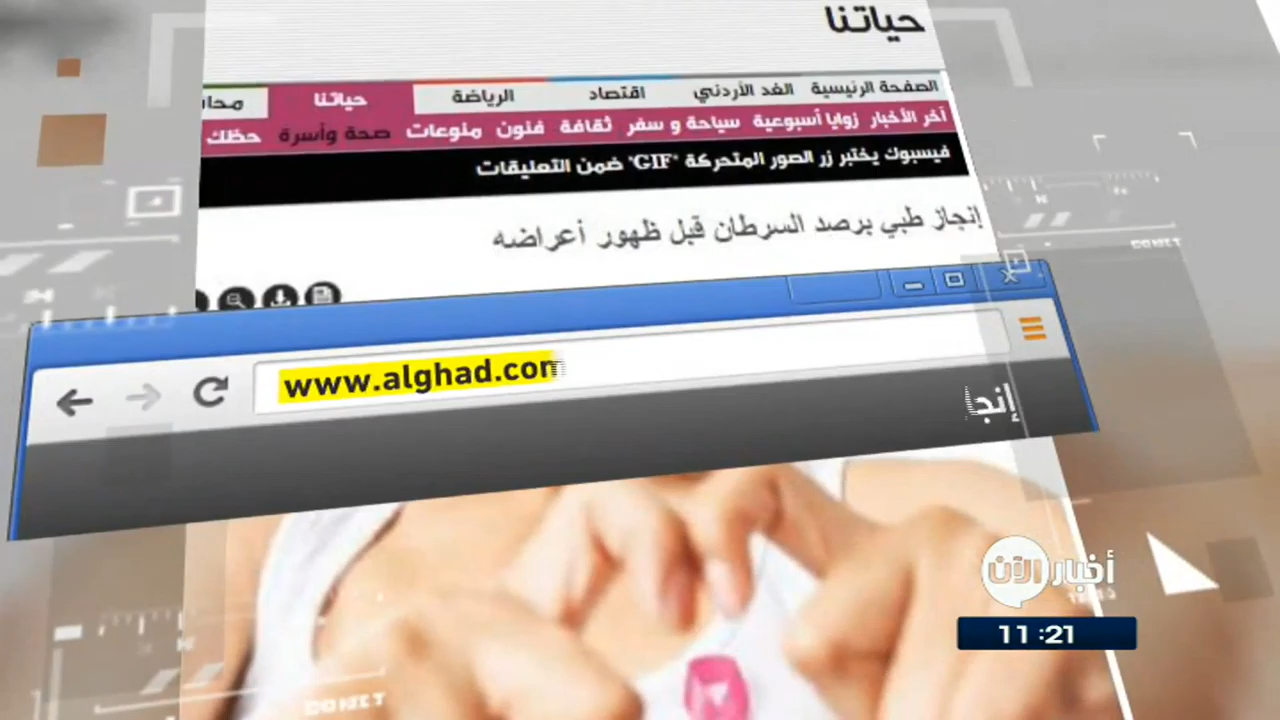 حياتنا
الصفحة الرئيسية الغد الأردني اقتصاد الرياضة حياتنا
آخر الأخبار زوايا أسبوعية سياحة و سفر ثقافة فنون منوعات صحة وأسرة حظك
فيسبوك يختبر زر الصور المتحركة "GIF" ضمن التعليقات
إنجاز طبي برصد السرطان قبل ظهور أعراضه
www.alghad.com
أخبار الآن
11:21